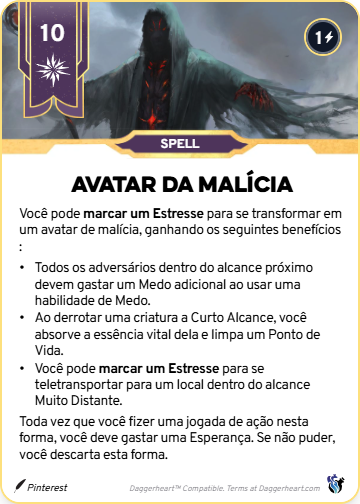 10
1
SPELL
AVATAR DA MALÍCIA
Você pode marcar um Estresse para se transformar em
um avatar de malícia, ganhando os seguintes benefícios
:
• Todos os adversários dentro do alcance próximo
devem gastar um Medo adicional ao usar uma
habilidade de Medo.
• Ao derrotar uma criatura a Curto Alcance, você
absorve a essência vital dela e limpa um Ponto de
Vida.
• Você pode marcar um Estresse para se
teletransportar para um local dentro do alcance
Muito Distante.
Toda vez que você fizer uma jogada de ação nesta
forma, você deve gastar uma Esperança. Se não puder,
você descarta esta forma.
Pinterest
Daggerheart™ Compatible. Terms at Daggerheart.com